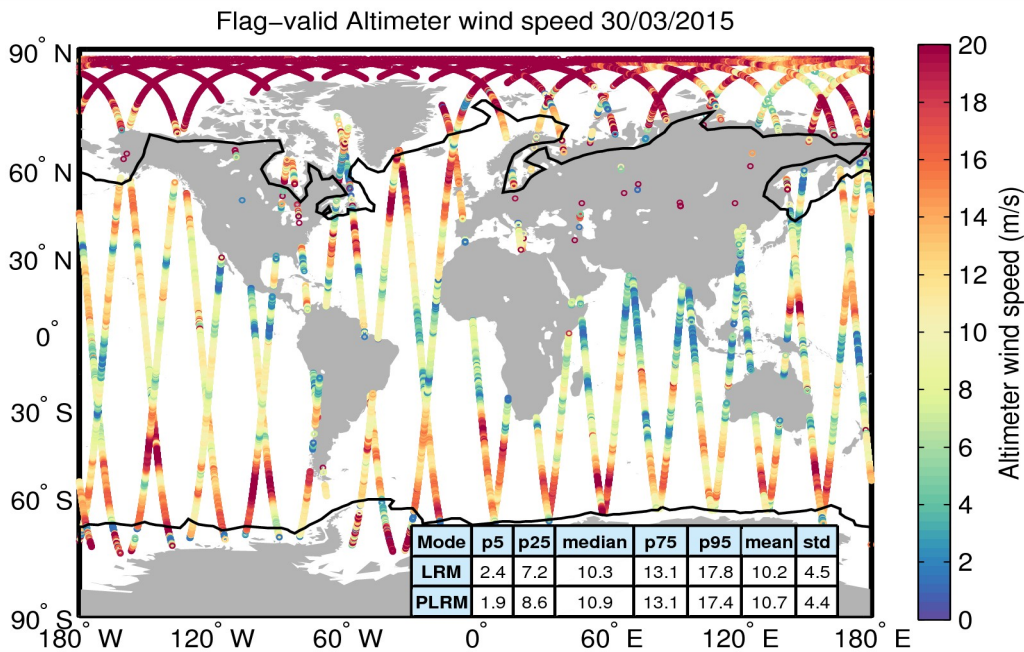 Flag−valid Altimeter wind speed 30/03/2015
90° N
60° N
30° N
0°
30° S
60° S
90° S
180° W
120° W
60° W
0°
60° E
120° E
180° E
Mode p5 p25 median p75 p95 mean std
LRM 2.4 7.2 10.3 13.1 17.8 10.2 4.5
PLRM 1.9 8.6 10.9 13.1 17.4 10.7 4.4
20
18
16
14
12
10
8
6
4
2
0
Altimeter wind speed (m/s)